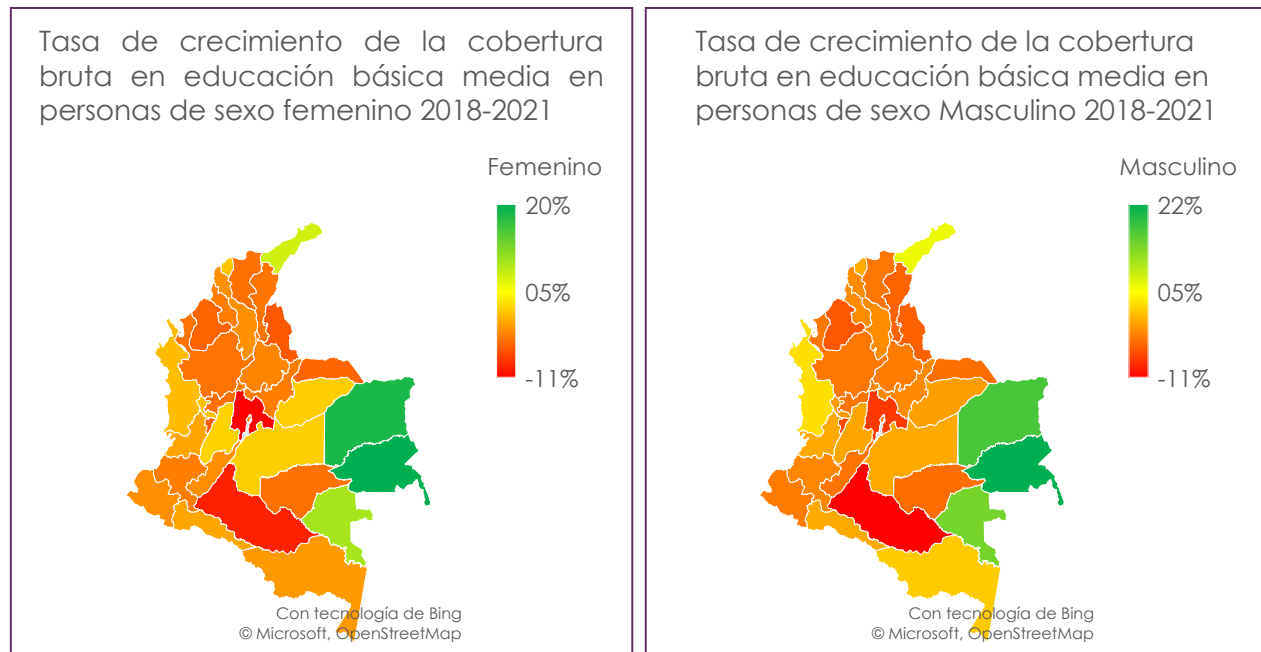 Tasa de crecimiento de la cobertura
bruta en educación básica media en
personas de sexo femenino 2018-2021
Femenino
20%
05%
-11%
Con tecnología de Bing
© Microsoft, OpenStreetMap
Tasa de crecimiento de la cobertura
bruta en educación básica media en
personas de sexo Masculino 2018-2021
Masculino
22%
05%
-11%
Con tecnología de Bing
© Microsoft, OpenStreetMap